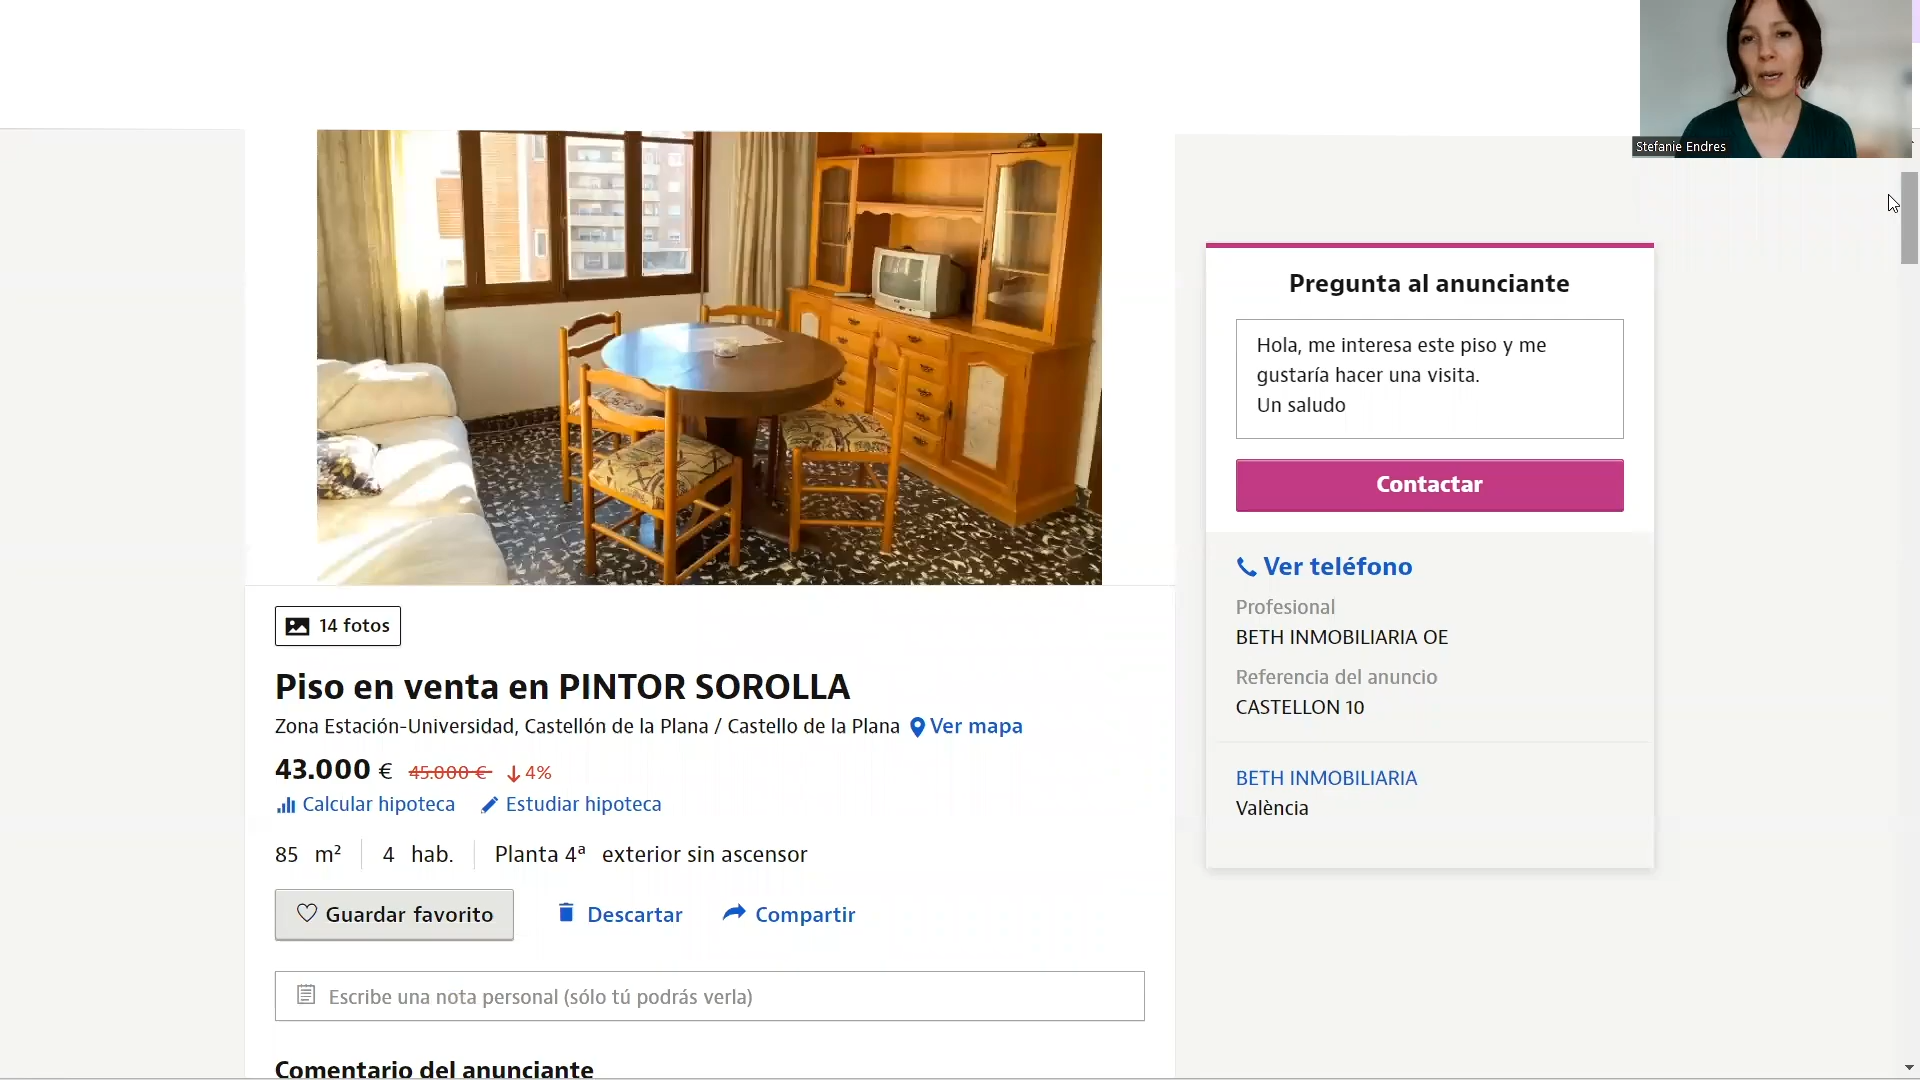 Stefanie Endres
14 fotos
Piso en venta en PINTOR SOROLLA
Zona Estación-Universidad, Castellón de la Plana / Castello de la Plana Ver mapa
43.000 € 45.000 € 4%
Calcular hipoteca Estudiar hipoteca
85 m² 4 hab. Planta 4ª exterior sin ascensor
Guardar favorito Descartar Compartir
Escribe una nota personal (sólo tú podrás verla)
Comentario del anunciante
Pregunta al anunciante
Hola, me interesa este piso y me
gustaría hacer una visita.
Un saludo
Contactar
Ver teléfono
Profesional
BETH INMOBILIARIA OE
Referencia del anuncio
CASTELLON 10
BETH INMOBILIARIA
València